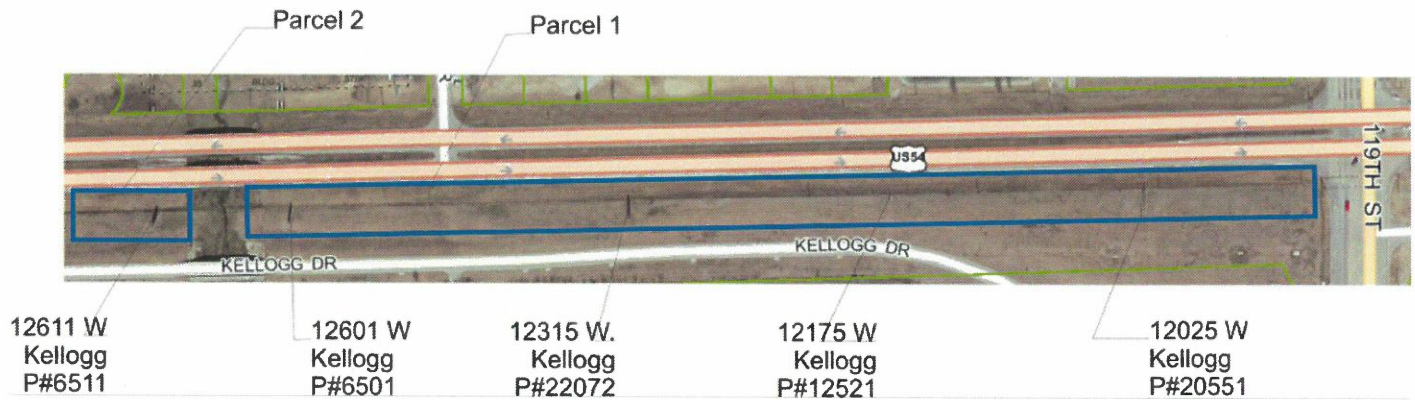 Parcel 2
Parcel 1
US54
119TH ST
KELLOGG DR
KELLOGG DR
12611 W
Kellogg
P#6511
12601 W
Kellogg
P#6501
12315 W.
Kellogg
P#22072
12175 W
Kellogg
P#12521
12025 W
Kellogg
P#20551